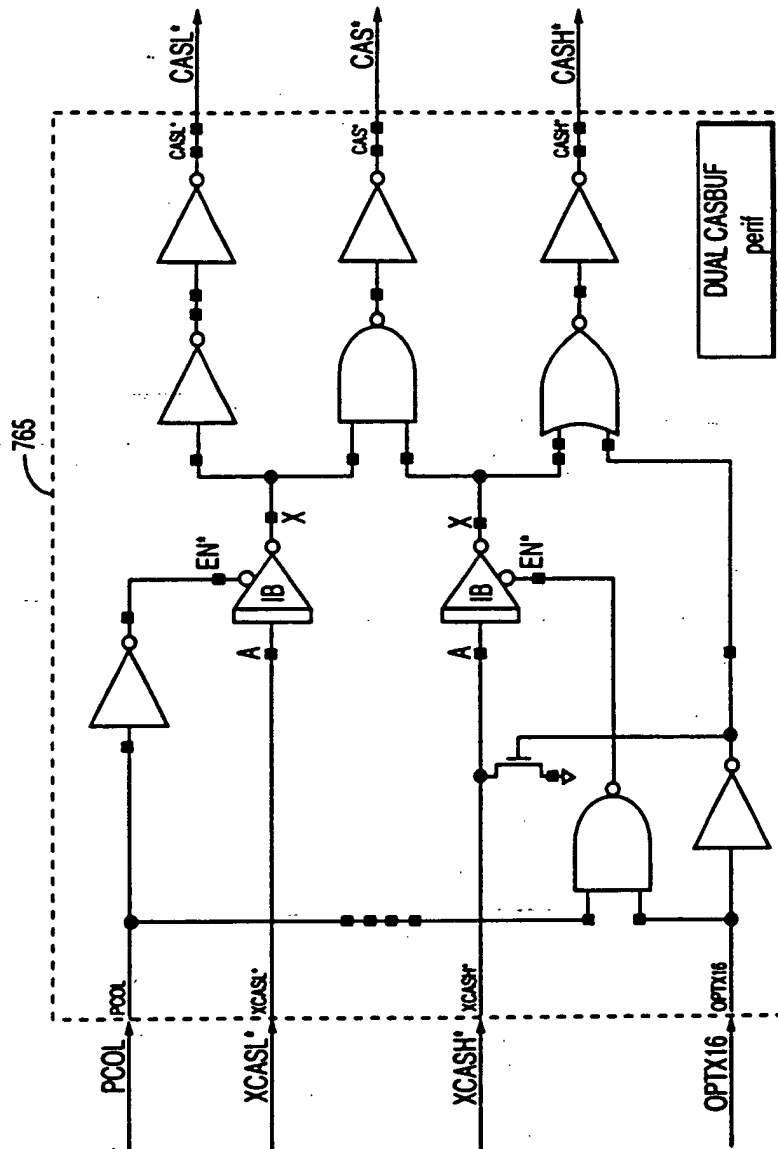 765
CASL*
CAS*
CASH*
CASL*
CAS*
CASH*
DUAL CASBUF
perif
EN*
IB
X
A
EN*
IB
X
A
PCOL
XCASL*
XCASH*
OPTX16
PCOL
XCASL*
XCASH*
OPTX16